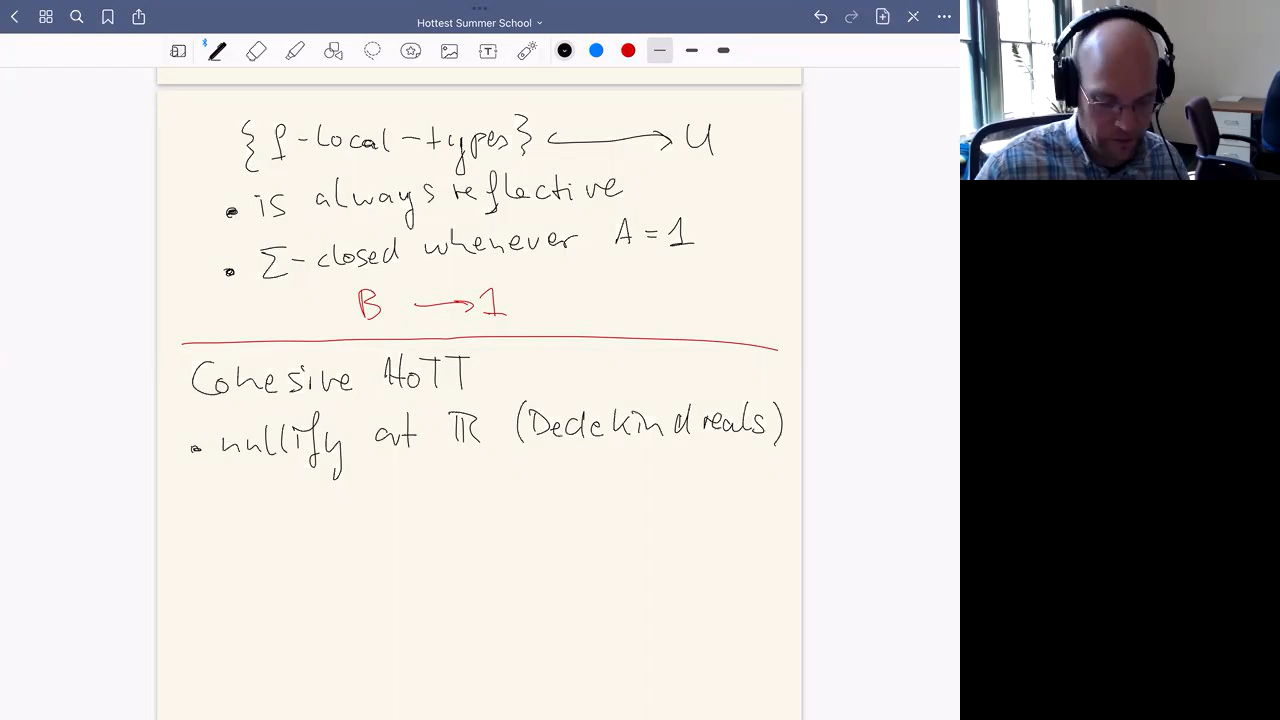 Hottest Summer School
{f-local-types} ⟶ U
• is always reflective
• Σ-closed whenever A = 1
B ⟶ 1
Cohesive HoTT
• nullify at ℝ (Dedekind reals)